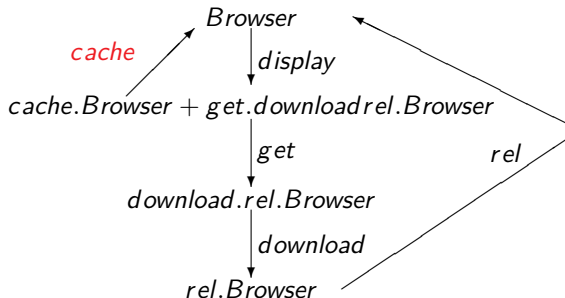 Browser
cache
display
cache.Browser + get.downloadrel.Browser
get
rel
download.rel.Browser
download
rel.Browser